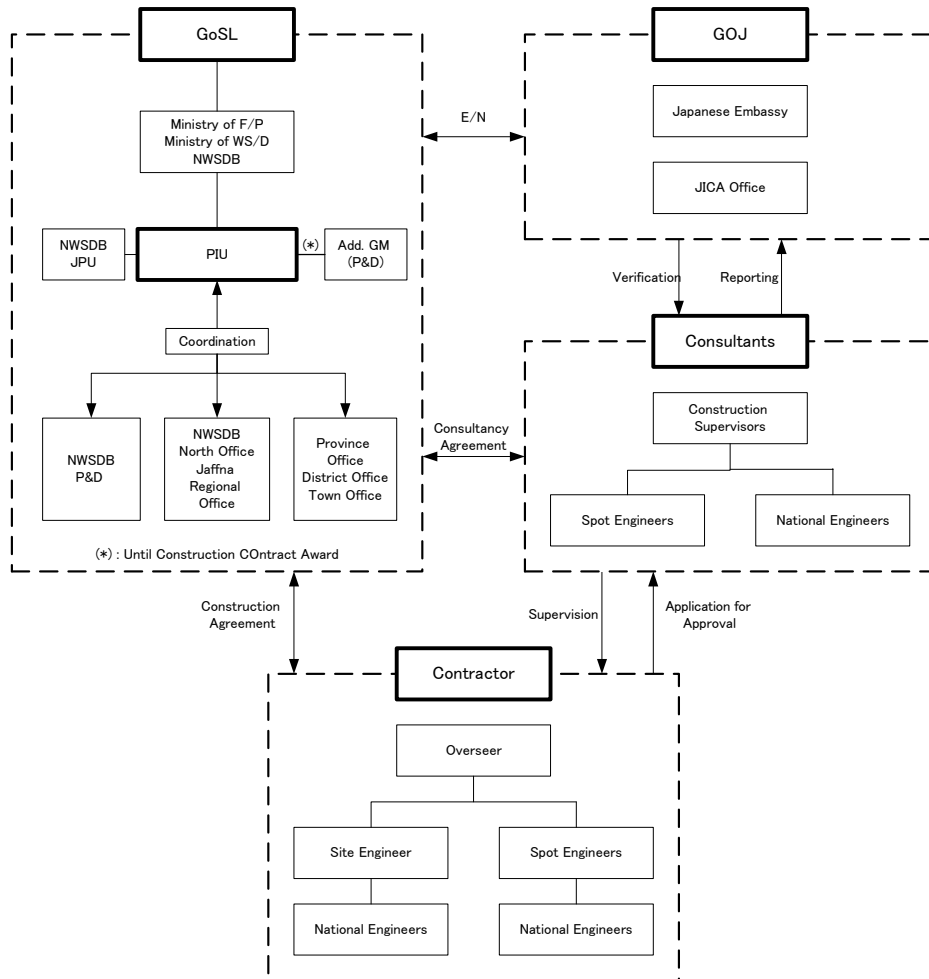 GoSL
GOJ
Ministry of F/P
Ministry of WS/D
NWSDB
E/N
Japanese Embassy
JICA Office
NWSDB
JPU
PIU
(*)
Add. GM
(P&D)
Verification
Reporting
Coordination
Consultants
NWSDB
P&D
NWSDB
North Office
Jaffna
Regional
Office
Province
Office
District Office
Town Office
Consultancy
Agreement
Construction
Supervisors
Spot Engineers
National Engineers
(*) : Until Construction COntract Award
Construction
Agreement
Supervision
Application for
Approval
Contractor
Overseer
Site Engineer
Spot Engineers
National Engineers
National Engineers